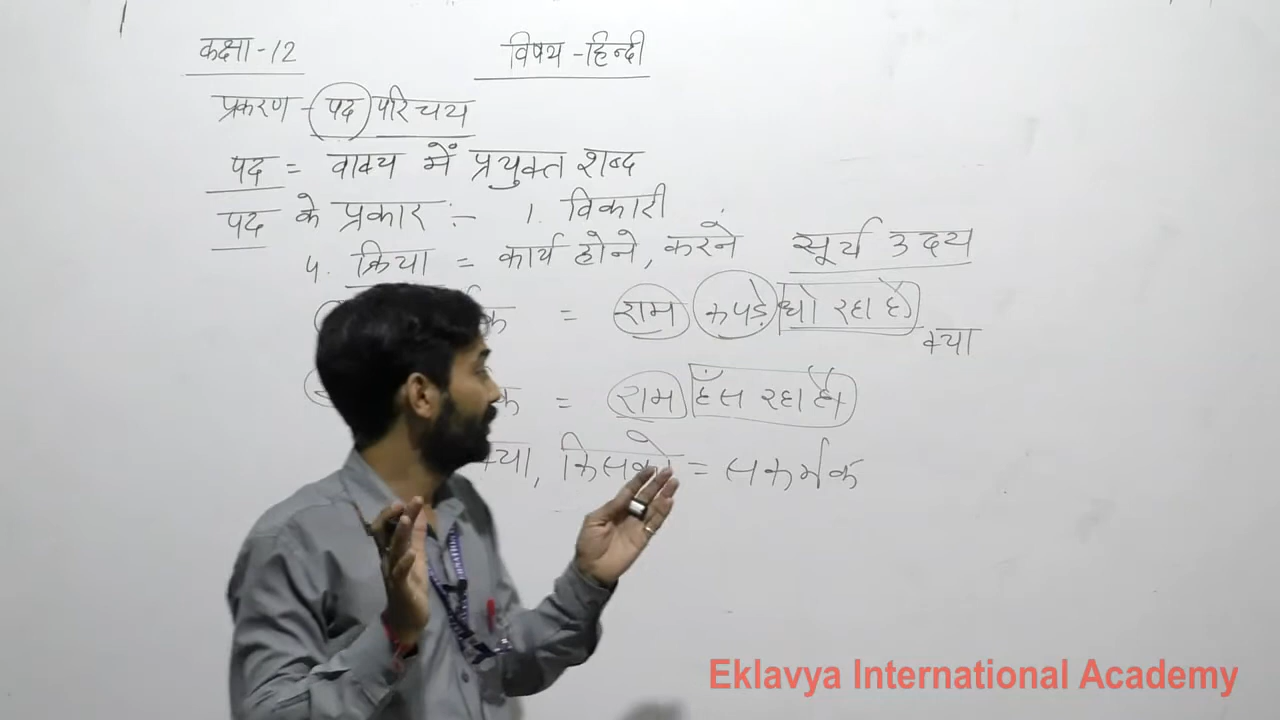 कक्षा-12 विषय-हिन्दी
प्रकरण - पद परिचय
पद = वाक्य में प्रयुक्त शब्द
पद के प्रकार :- 1. विकारी
4. क्रिया = कार्य होने, करने सूर्य उदय
= राम कपड़े धो रहा है। क्या
= राम हँस रहा है।
क्या, किसको = सकर्मक
Eklavya International Academy